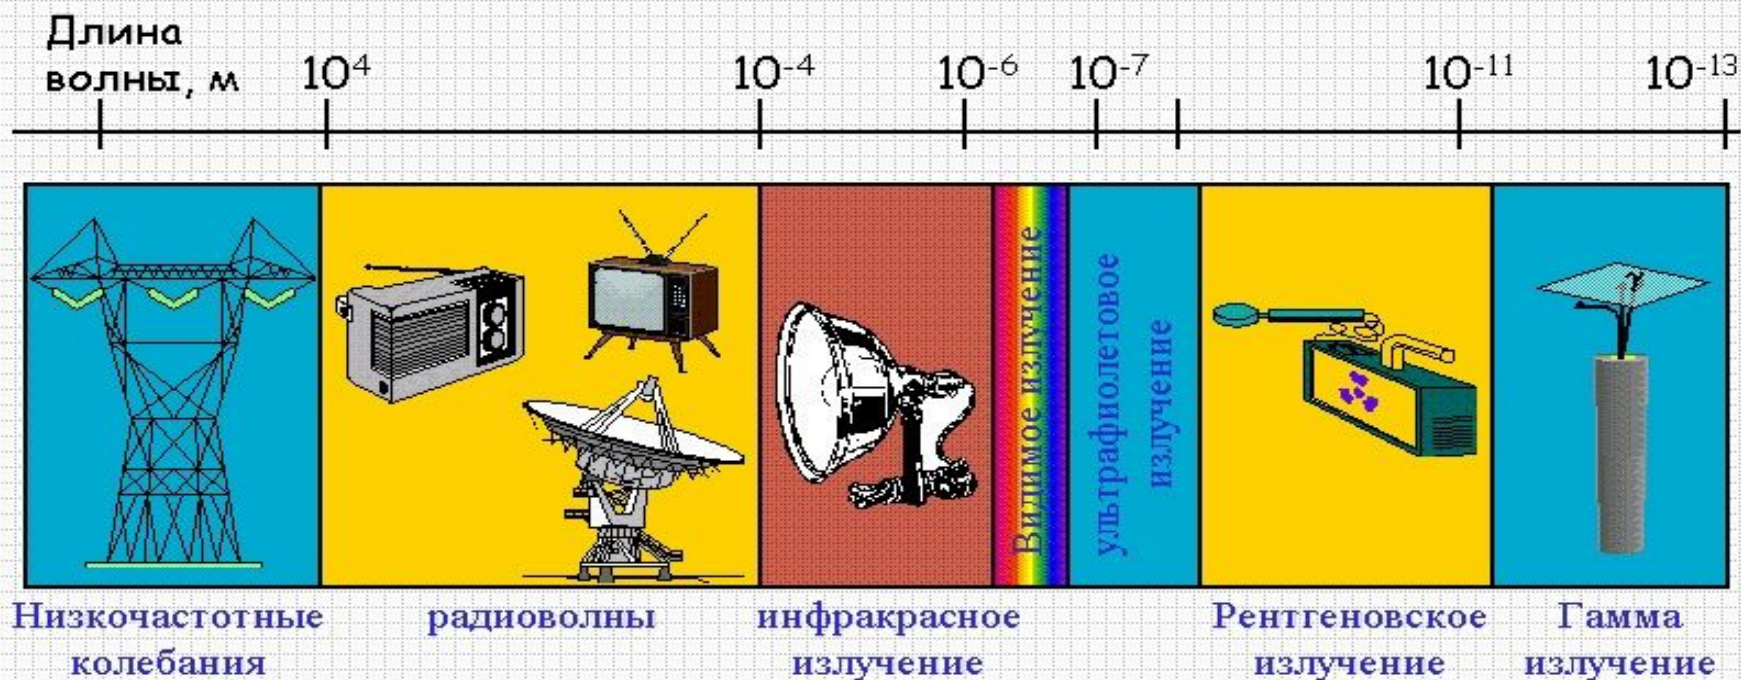 Длина
волны, м
10⁴ 10⁻⁴ 10⁻⁶ 10⁻⁷ 10⁻¹¹ 10⁻¹³
Видимое излучение
ультрафиолетовое
излучение
Низкочастотные
колебания
радиоволны
инфракрасное
излучение
Рентгеновское
излучение
Гамма
излучение